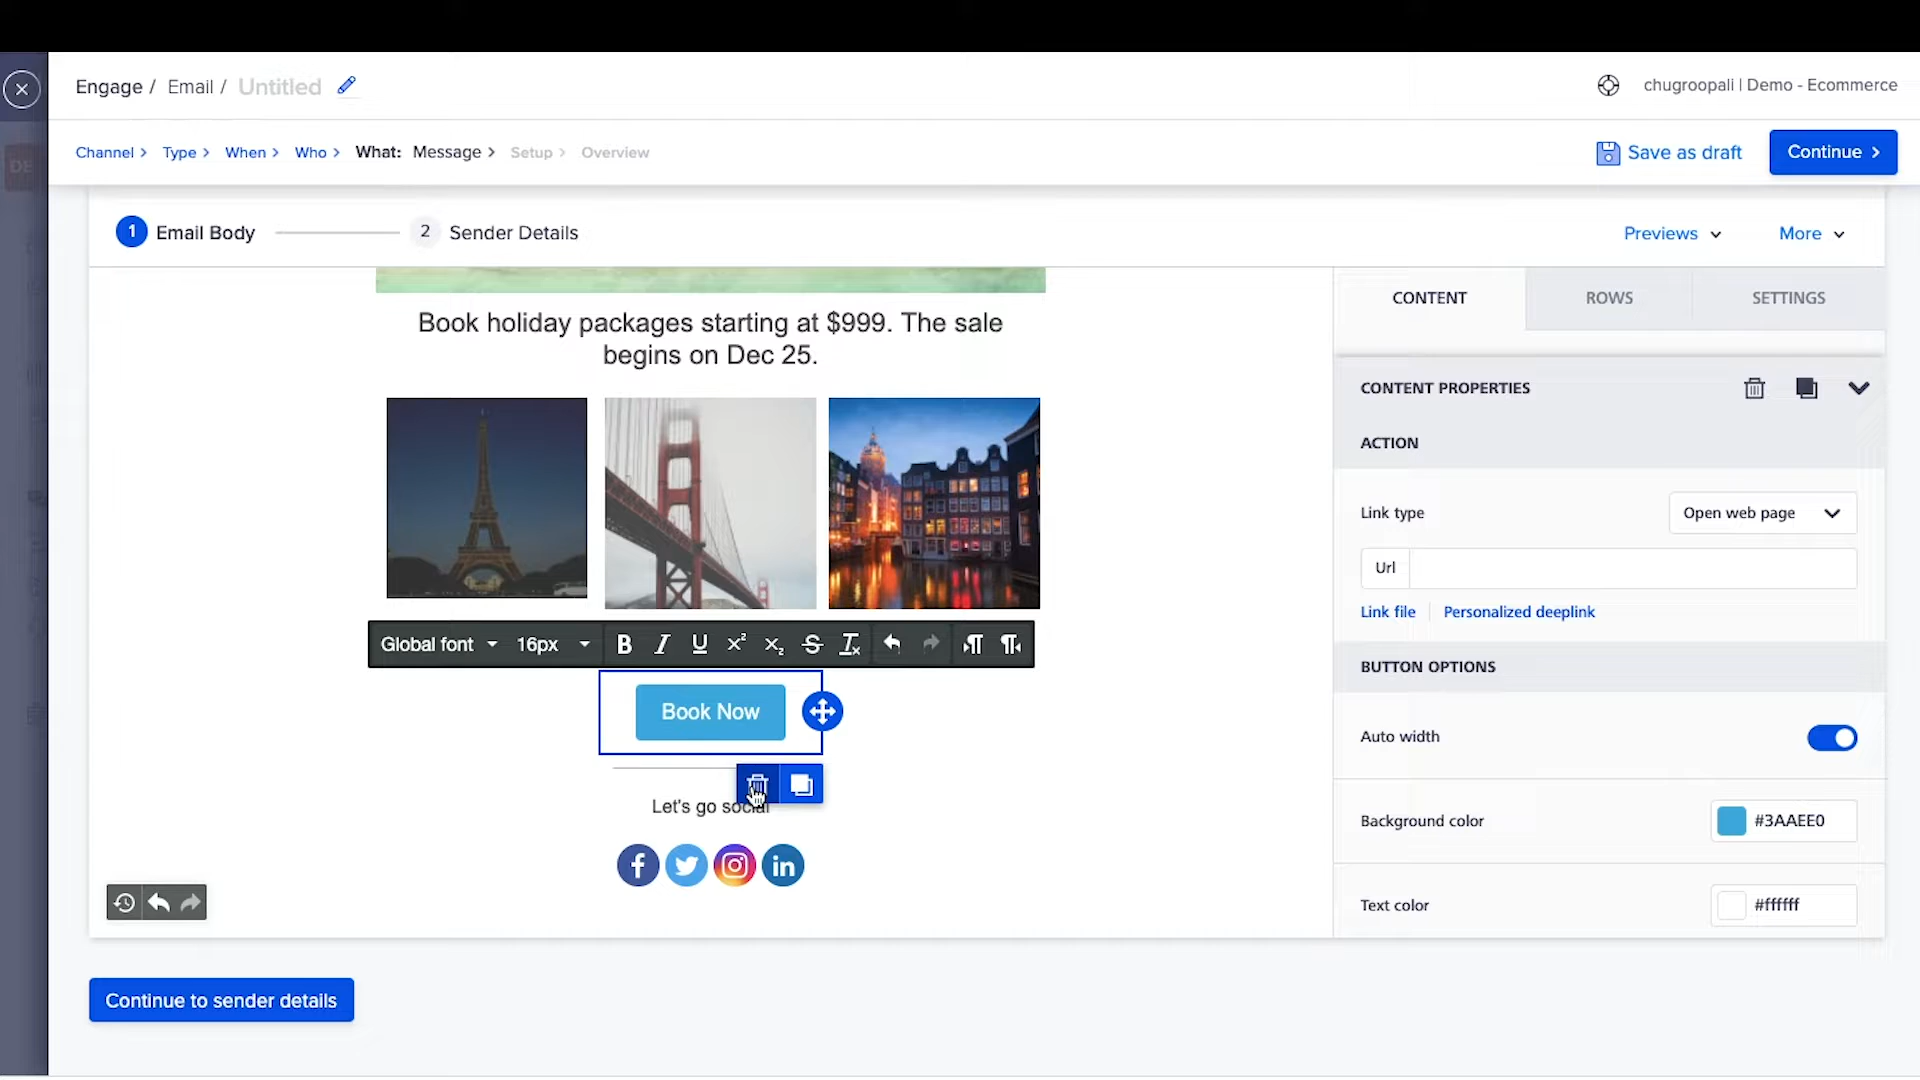 Engage / Email / Untitled
chugroopali | Demo - Ecommerce
Channel > Type > When > Who > What: Message > Setup > Overview
Save as draft
Continue >
1 Email Body
2 Sender Details
Previews
More
CONTENT
ROWS
SETTINGS
Book holiday packages starting at $999. The sale
begins on Dec 25.
CONTENT PROPERTIES
ACTION
Link type
Open web page
Url
Link file
Personalized deeplink
Global font
16px
BUTTON OPTIONS
Book Now
Auto width
Let's go social
Background color
#3AAEE0
Text color
#ffffff
Continue to sender details